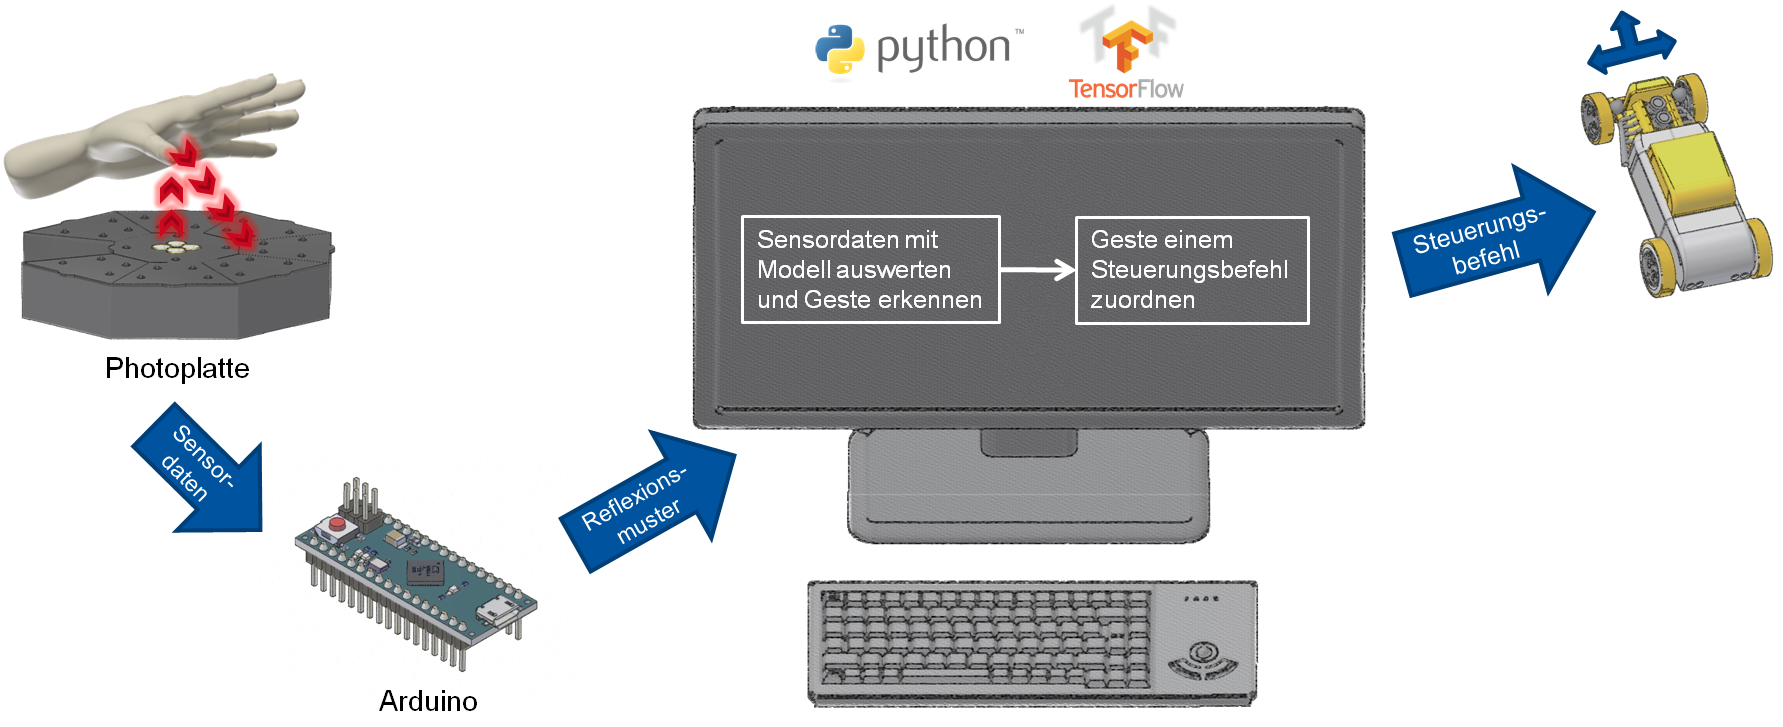 python™
TensorFlow
Sensordaten mit
Modell auswerten
und Geste erkennen
Geste einem
Steuerungsbefehl
zuordnen
Steuerungs-
befehl
Photoplatte
Sensor-
daten
Reflexions-
muster
Arduino